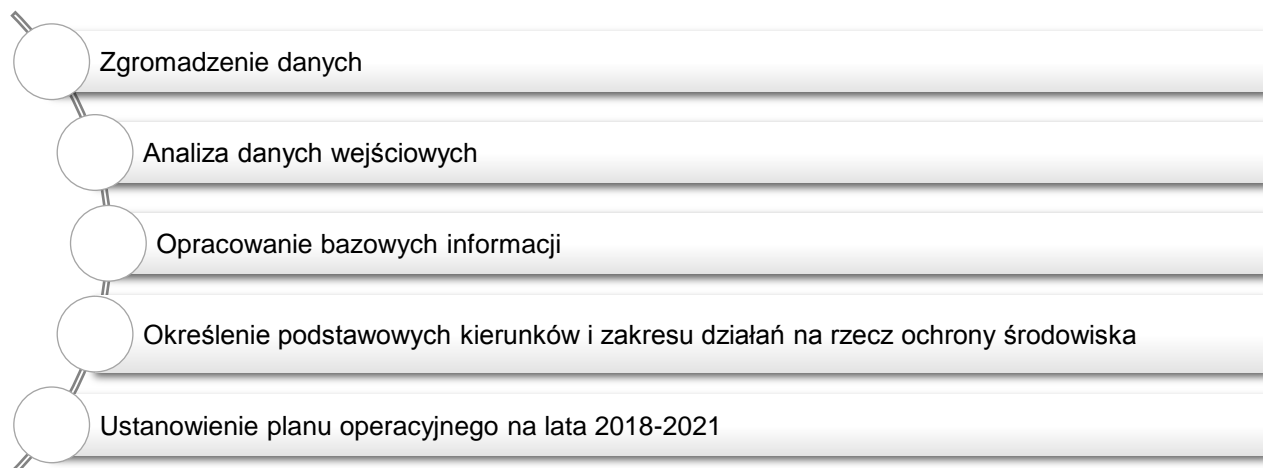 Zgromadzenie danych
Analiza danych wejściowych
Opracowanie bazowych informacji
Określenie podstawowych kierunków i zakresu działań na rzecz ochrony środowiska
Ustanowienie planu operacyjnego na lata 2018-2021